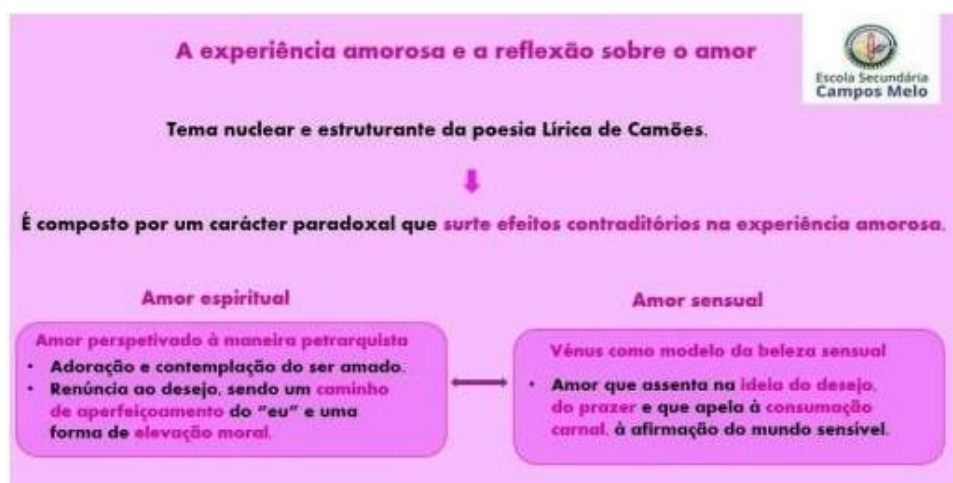 A experiência amorosa e a reflexão sobre o amor
Escola Secundária
Campos Melo
Tema nuclear e estruturante da poesia Lírica de Camões.
É composto por um carácter paradoxal que surte efeitos contraditórios na experiência amorosa.
Amor espiritual
Amor perspetivado à maneira petrarquista
• Adoração e contemplação do ser amado.
• Renúncia ao desejo, sendo um caminho
de aperfeiçoamento do "eu" e uma
forma de elevação moral.
Amor sensual
Vénus como modelo da beleza sensual
• Amor que assenta na ideia do desejo,
do prazer e que apela à consumação
carnal, à afirmação do mundo sensível.